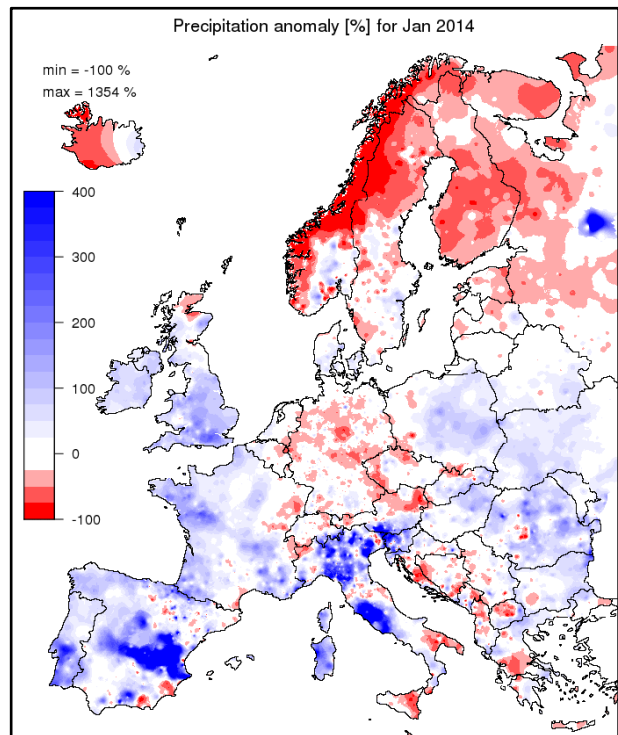 Precipitation anomaly [%] for Jan 2014
min = -100 %
max = 1354 %
400
300
200
100
0
-100